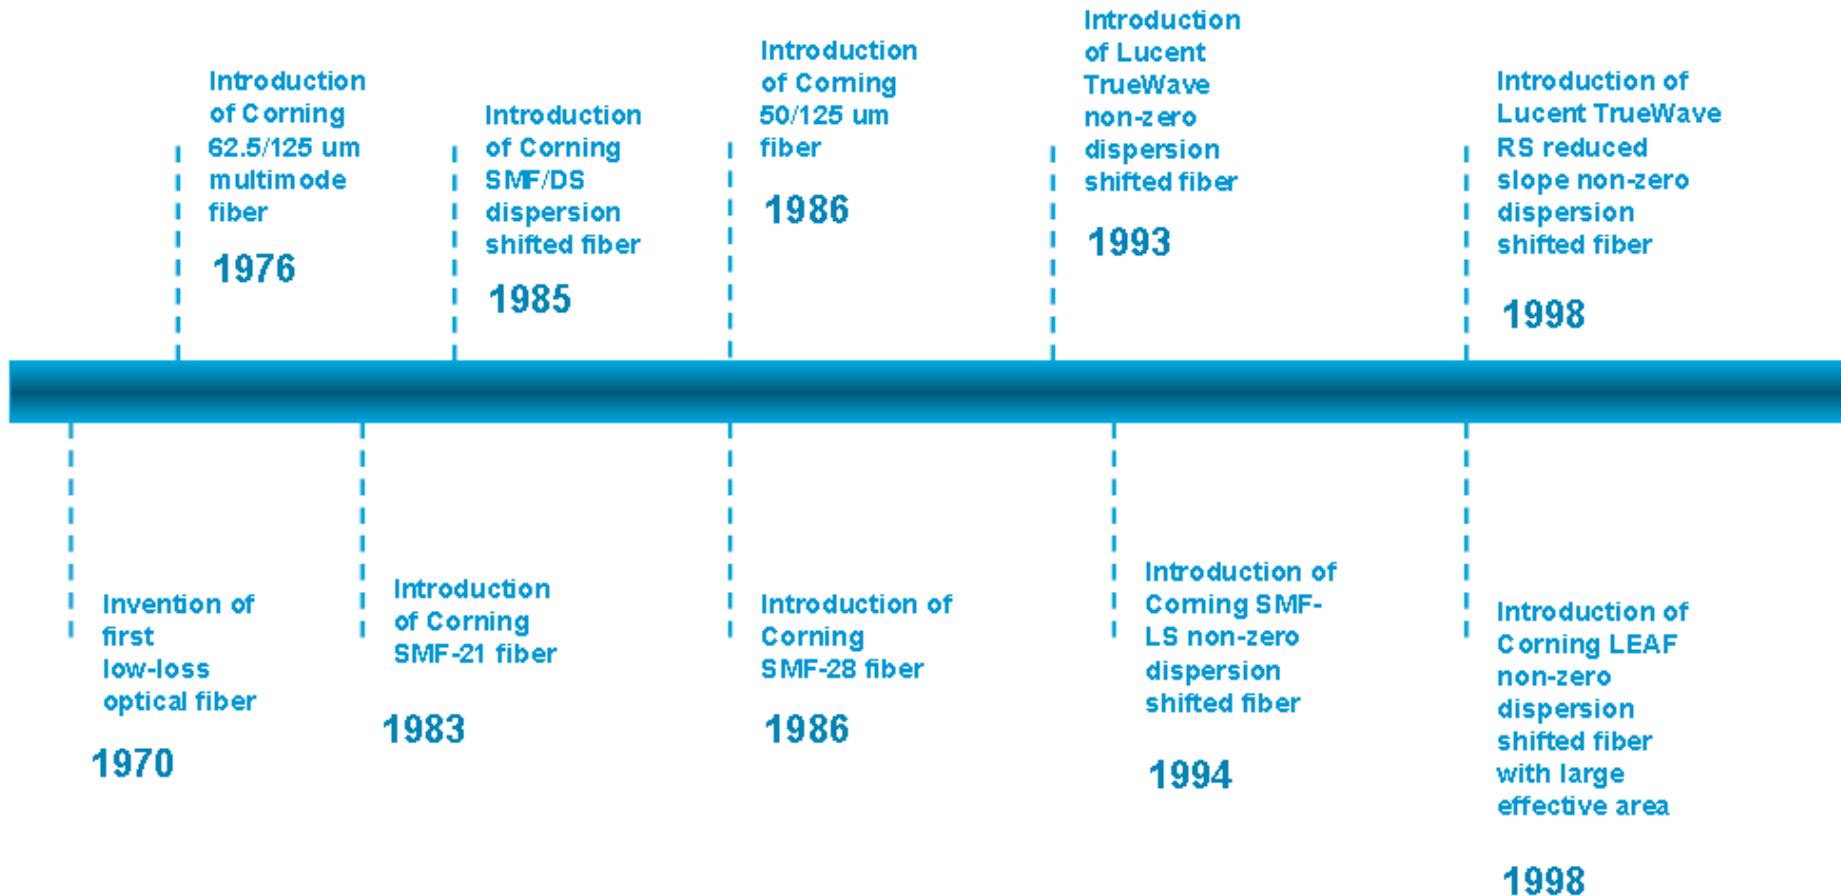 Introduction
of Corning
62.5/125 um
multimode
fiber
1976
Introduction
of Corning
SMF/DS
dispersion
shifted fiber
1985
Introduction
of Corning
50/125 um
fiber
1986
Introduction
of Lucent
TrueWave
non-zero
dispersion
shifted fiber
1993
Introduction of
Lucent TrueWave
RS reduced
slope non-zero
dispersion
shifted fiber
1998
Invention of
first
low-loss
optical fiber
1970
Introduction
of Corning
SMF-21 fiber
1983
Introduction of
Corning
SMF-28 fiber
1986
Introduction of
Corning SMF-
LS non-zero
dispersion
shifted fiber
1994
Introduction of
Corning LEAF
non-zero
dispersion
shifted fiber
with large
effective area
1998